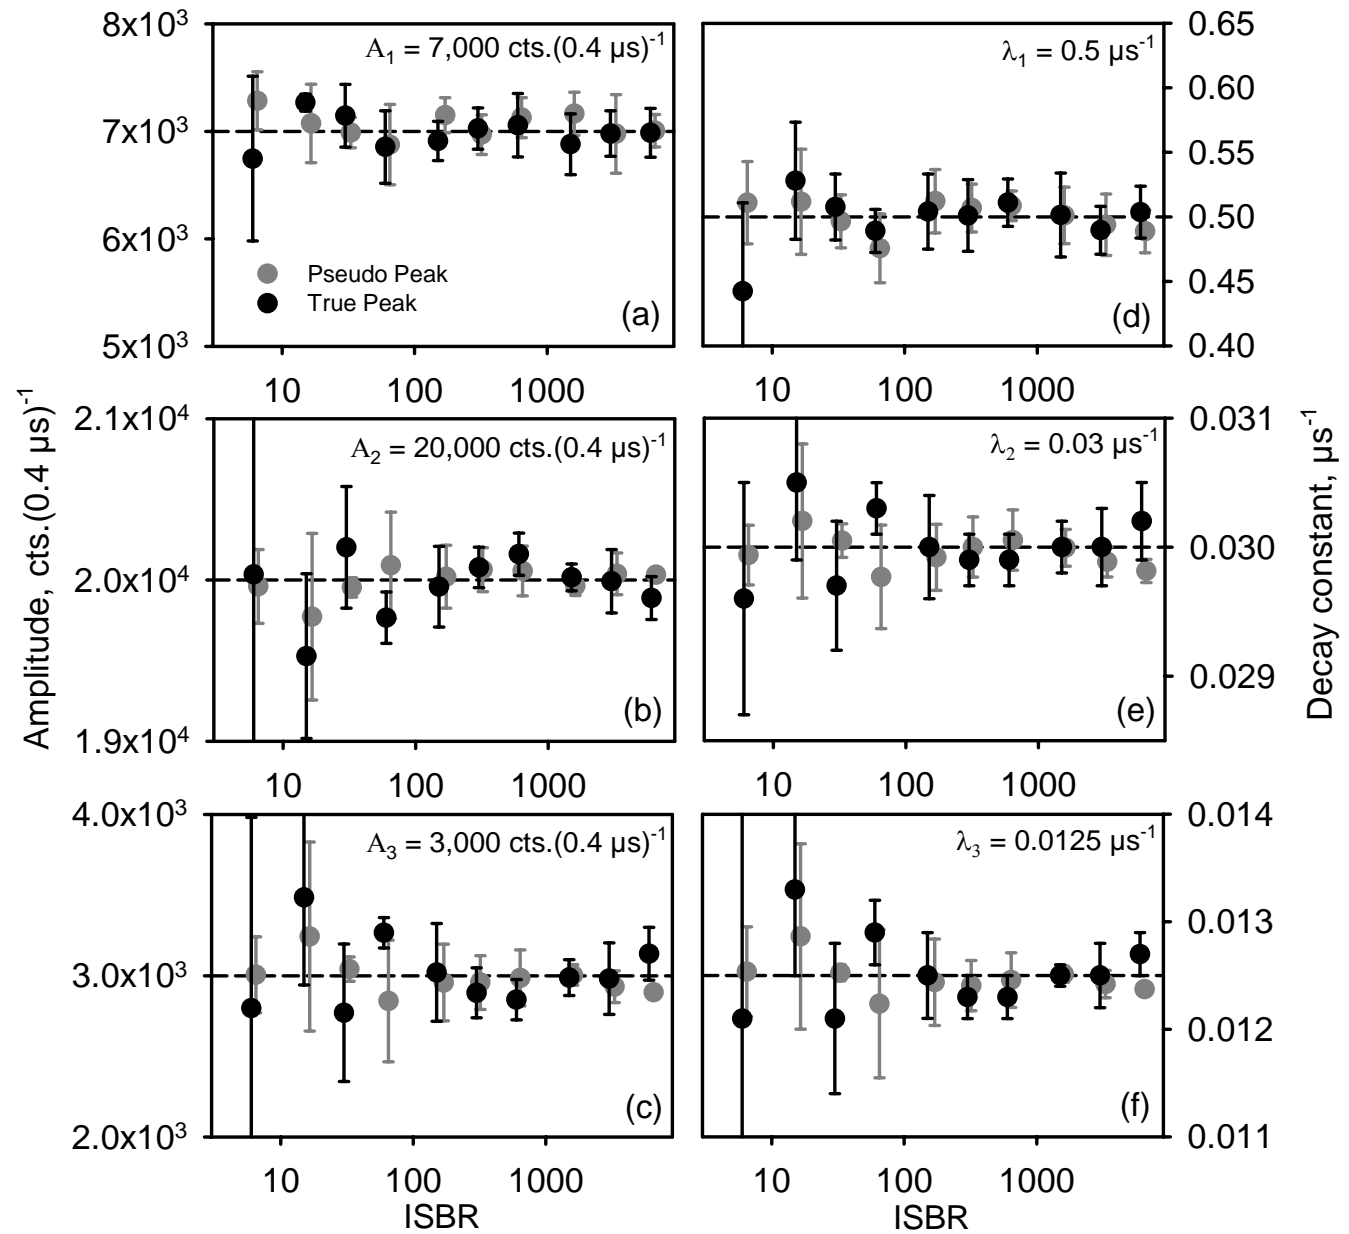 8x10³
7x10³
6x10³
5x10³
A₁ = 7,000 cts.(0.4 µs)⁻¹
Pseudo Peak
True Peak
(a)
10 100 1000
λ₁ = 0.5 µs⁻¹
(d)
0.65
0.60
0.55
0.50
0.45
0.40
10 100 1000
Amplitude, cts.(0.4 µs)⁻¹
2.1x10⁴
2.0x10⁴
1.9x10⁴
A₂ = 20,000 cts.(0.4 µs)⁻¹
(b)
10 100 1000
λ₂ = 0.03 µs⁻¹
(e)
0.031
0.030
0.029
10 100 1000
Decay constant, µs⁻¹
4.0x10³
3.0x10³
2.0x10³
A₃ = 3,000 cts.(0.4 µs)⁻¹
(c)
10 100 1000
ISBR
λ₃ = 0.0125 µs⁻¹
(f)
0.014
0.013
0.012
0.011
10 100 1000
ISBR